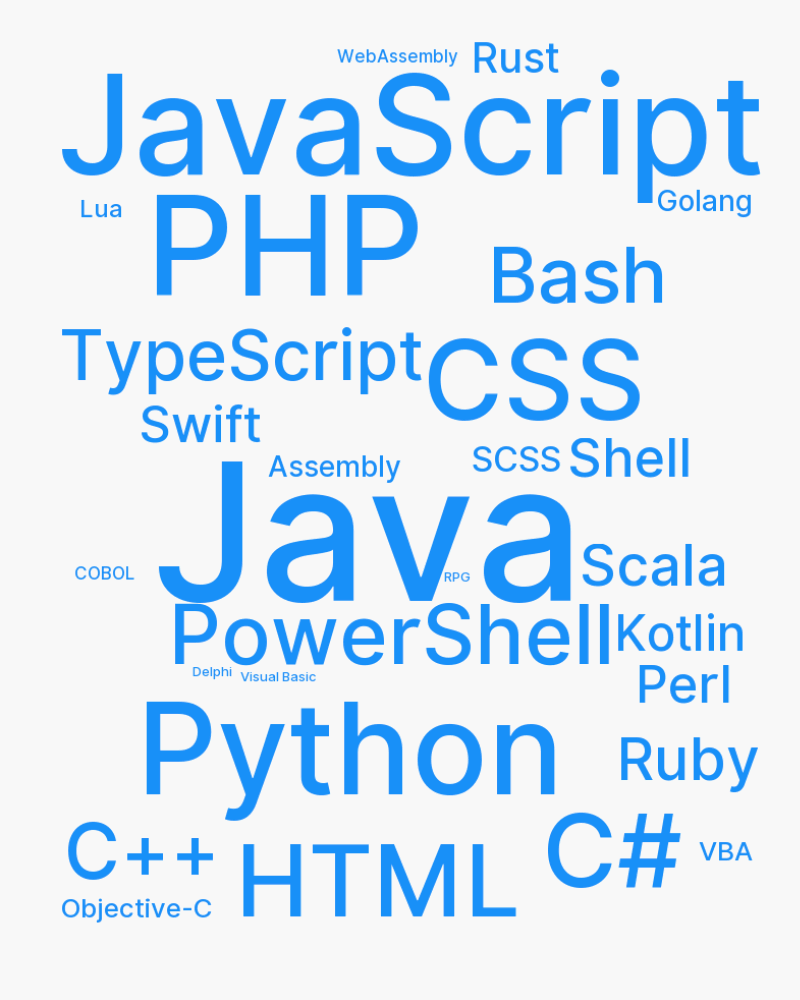 WebAssembly Rust
JavaScript
Lua PHP Golang
Bash
TypeScript CSS
Swift
Assembly SCSS Shell
Java
COBOL RPG Scala
PowerShell Kotlin
Delphi Visual Basic Perl
Python Ruby
C++ HTML C# VBA
Objective-C